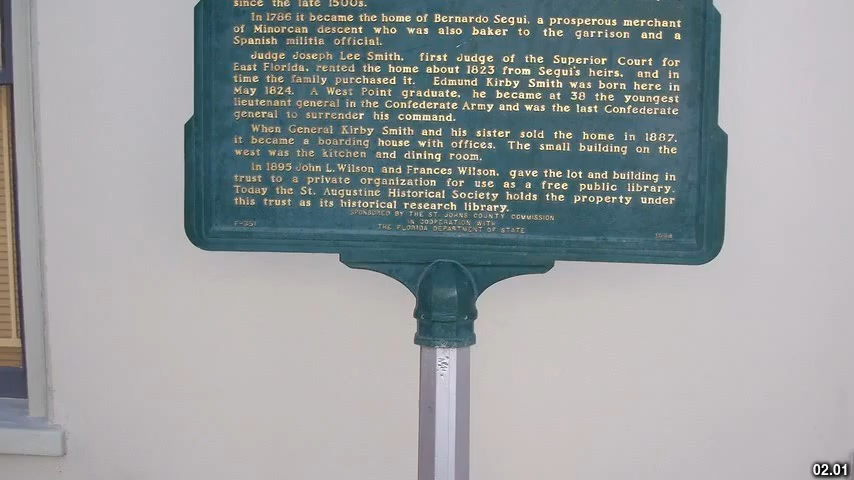 since the late 1500s.
In 1786 it became the home of Bernardo Segui, a prosperous merchant
of Minorcan descent who was also baker to the garrison and a
Spanish militia official.
Judge Joseph Lee Smith, first Judge of the Superior Court for
East Florida, rented the home about 1823 from Segui's heirs, and in
time the family purchased it. Edmund Kirby Smith was born here in
May 1824. A West Point graduate, he became at 38 the youngest
lieutenant general in the Confederate Army and was the last Confederate
general to surrender his command.
When General Kirby Smith and his sister sold the home in 1887,
it became a boarding house with offices. The small building on the
west was the kitchen and dining room.
In 1895 John L. Wilson and Frances Wilson, gave the lot and building in
trust to a private organization for use as a free public library.
Today the St. Augustine Historical Society holds the property under
this trust as its historical research library.
SPONSORED BY THE ST. JOHNS COUNTY COMMISSION
IN COOPERATION WITH
THE FLORIDA DEPARTMENT OF STATE
F-351
02.01